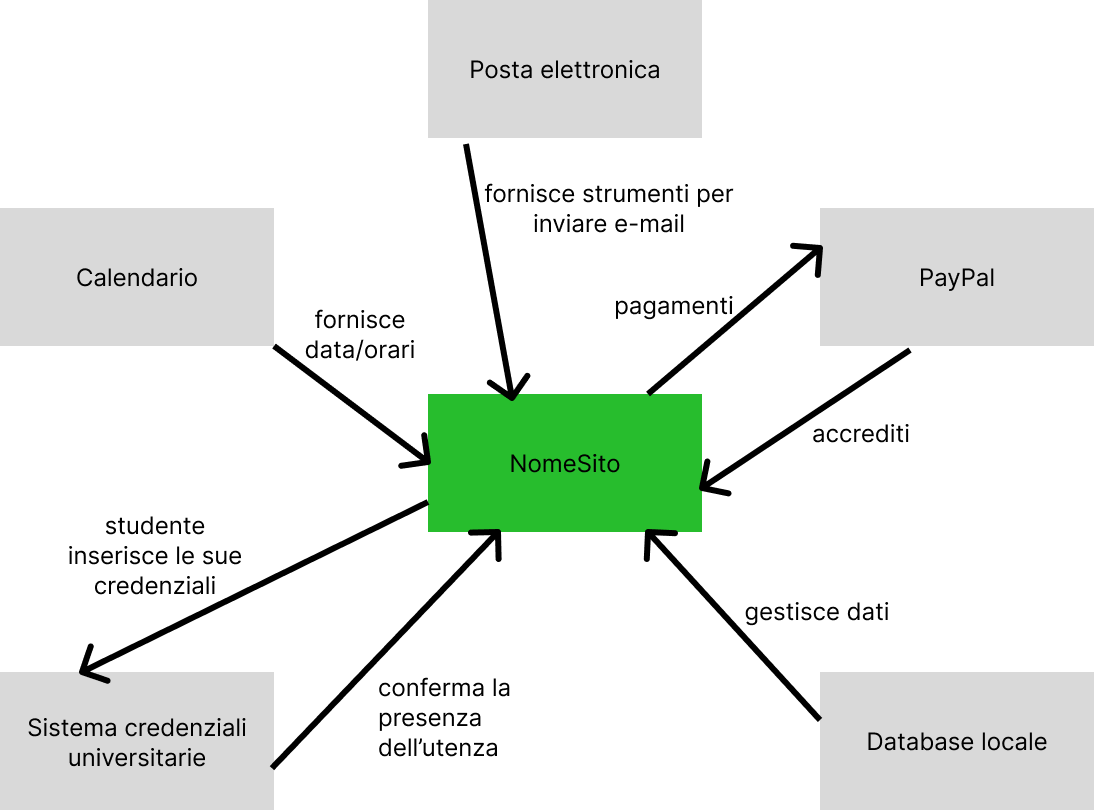 Posta elettronica
fornisce strumenti per
inviare e-mail
Calendario
PayPal
pagamenti
fornisce
data/orari
accrediti
NomeSito
studente
inserisce le sue
credenziali
gestisce dati
conferma la
presenza
dell’utenza
Sistema credenziali
universitarie
Database locale